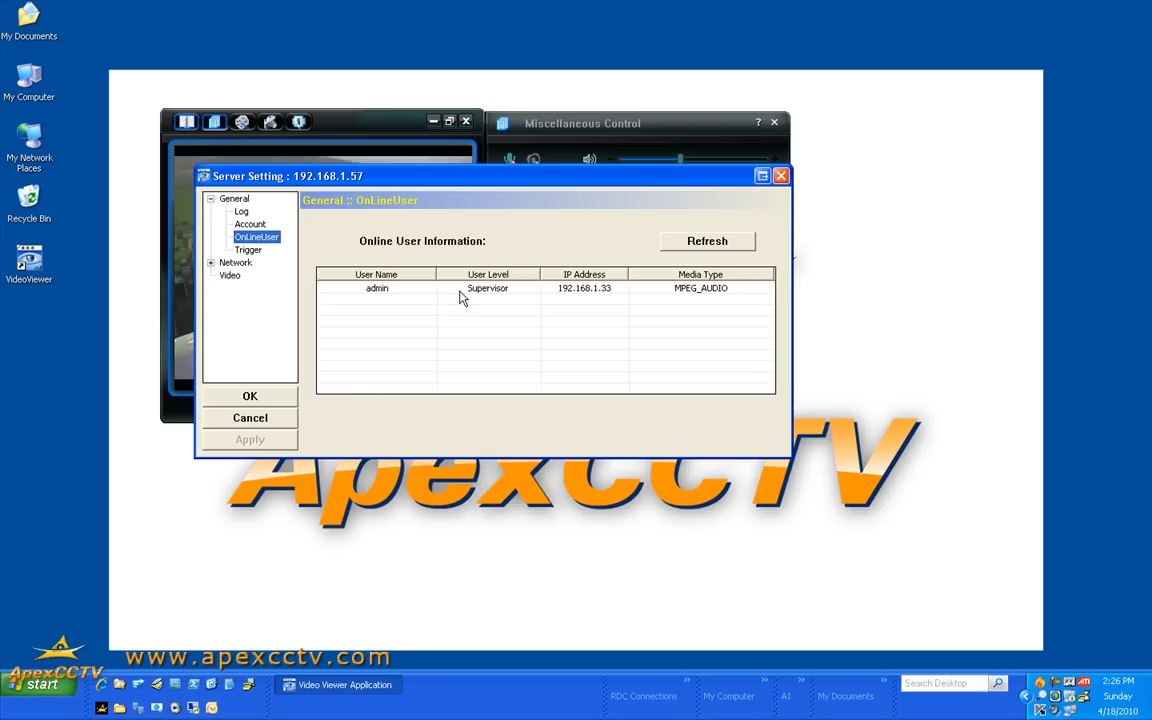 My Documents
My Computer
My Network
Places
Recycle Bin
VideoViewer
Miscellaneous Control
?
Server Setting : 192.168.1.57
General
Log
Account
OnLineUser
Trigger
Network
Video
OK
Cancel
Apply
General :: OnLineUser
Online User Information:
Refresh
User Name User Level IP Address Media Type
admin Supervisor 192.168.1.33 MPEG_AUDIO
ApexCCTV
www.apexcctv.com
ApexCCTV
start
Video Viewer Application
RDC Connections
My Computer
A1
My Documents
Search Desktop
2:26 PM
Sunday
4/18/2010